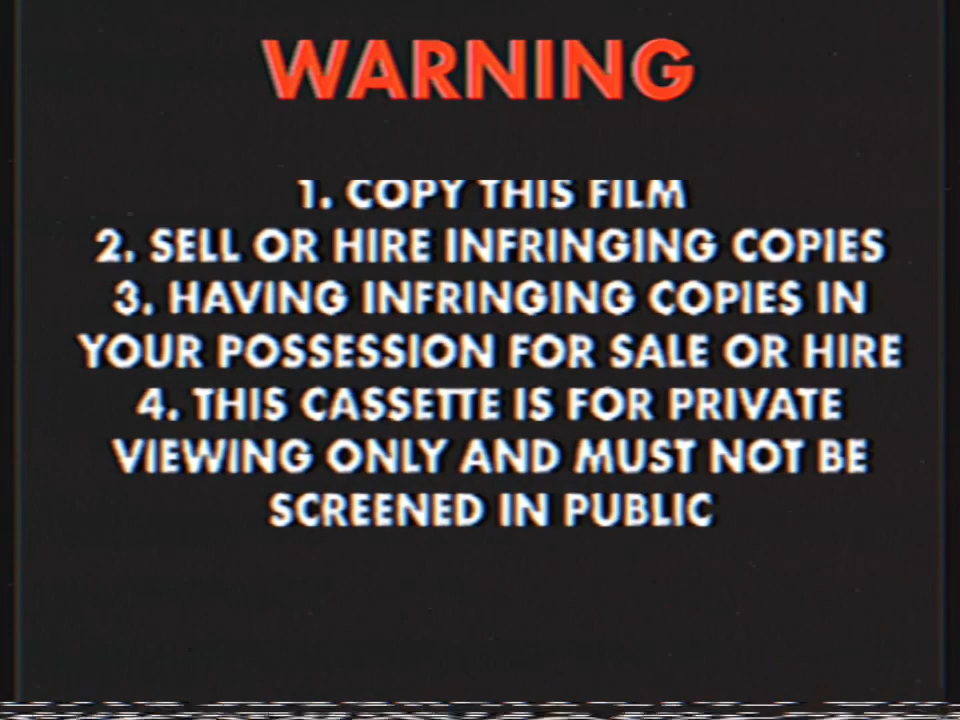 WARNING
1. COPY THIS FILM
2. SELL OR HIRE INFRINGING COPIES
3. HAVING INFRINGING COPIES IN
YOUR POSSESSION FOR SALE OR HIRE
4. THIS CASSETTE IS FOR PRIVATE
VIEWING ONLY AND MUST NOT BE
SCREENED IN PUBLIC